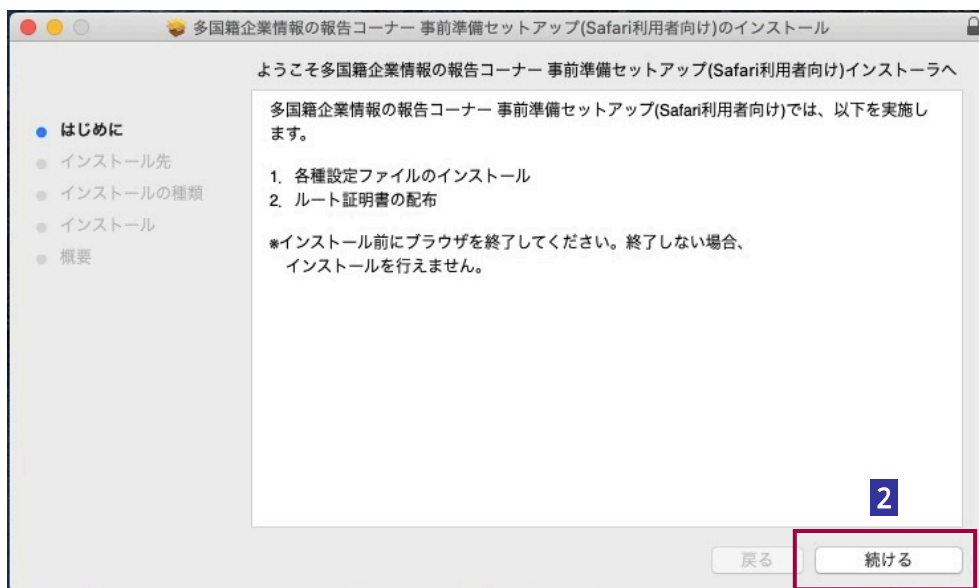 多国籍企業情報の報告コーナー 事前準備セットアップ(Safari利用者向け)のインストール
ようこそ多国籍企業情報の報告コーナー 事前準備セットアップ(Safari利用者向け)インストーラへ
はじめに
インストール先
インストールの種類
インストール
概要
多国籍企業情報の報告コーナー 事前準備セットアップ(Safari利用者向け)では、以下を実施し
ます。
1．各種設定ファイルのインストール
2．ルート証明書の配布
※インストール前にブラウザを終了してください。終了しない場合、
インストールを行えません。
2
戻る
続ける